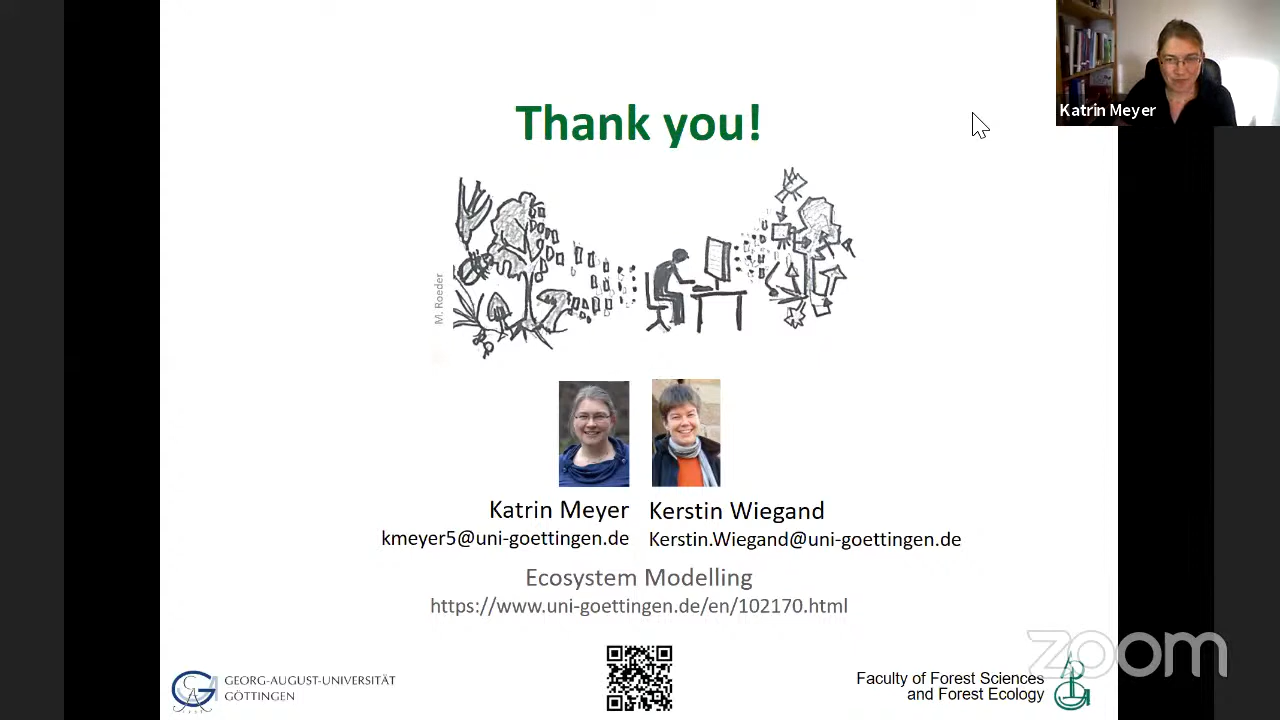 Thank you!
Katrin Meyer
M. Roeder
Katrin Meyer
kmeyer5@uni-goettingen.de
Kerstin Wiegand
Kerstin.Wiegand@uni-goettingen.de
Ecosystem Modelling
https://www.uni-goettingen.de/en/102170.html
GEORG-AUGUST-UNIVERSITÄT
GÖTTINGEN
Faculty of Forest Sciences
and Forest Ecology
zoom